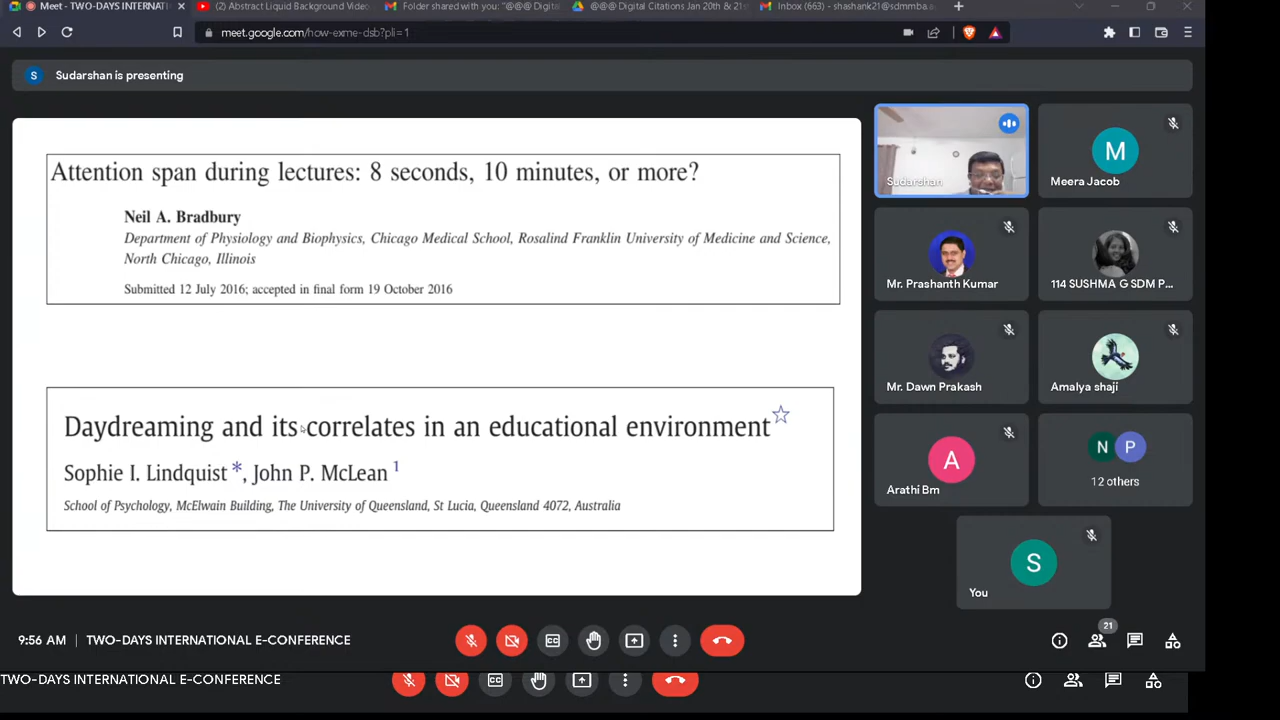 Meet - TWO-DAYS INTERNATI
(2) Abstract Liquid Background Video
Folder shared with you: "@@@ Digital
@@@ Digital Citations Jan 20th & 21s
Inbox (663) - shashank21@sdmmba.a
meet.google.com/how-exme-dsb?pli=1
S
Sudarshan is presenting
Attention span during lectures: 8 seconds, 10 minutes, or more?
Neil A. Bradbury
Department of Physiology and Biophysics, Chicago Medical School, Rosalind Franklin University of Medicine and Science,
North Chicago, Illinois
Submitted 12 July 2016; accepted in final form 19 October 2016
Daydreaming and its correlates in an educational environment☆
Sophie I. Lindquist *, John P. McLean 1
School of Psychology, McElwain Building, The University of Queensland, St Lucia, Queensland 4072, Australia
Sudarshan
M
Meera Jacob
Mr. Prashanth Kumar
114 SUSHMA G SDM P...
Mr. Dawn Prakash
Amalya shaji
A
Arathi Bm
N P
12 others
S
You
9:56 AM | TWO-DAYS INTERNATIONAL E-CONFERENCE
CC
21
TWO-DAYS INTERNATIONAL E-CONFERENCE
CC